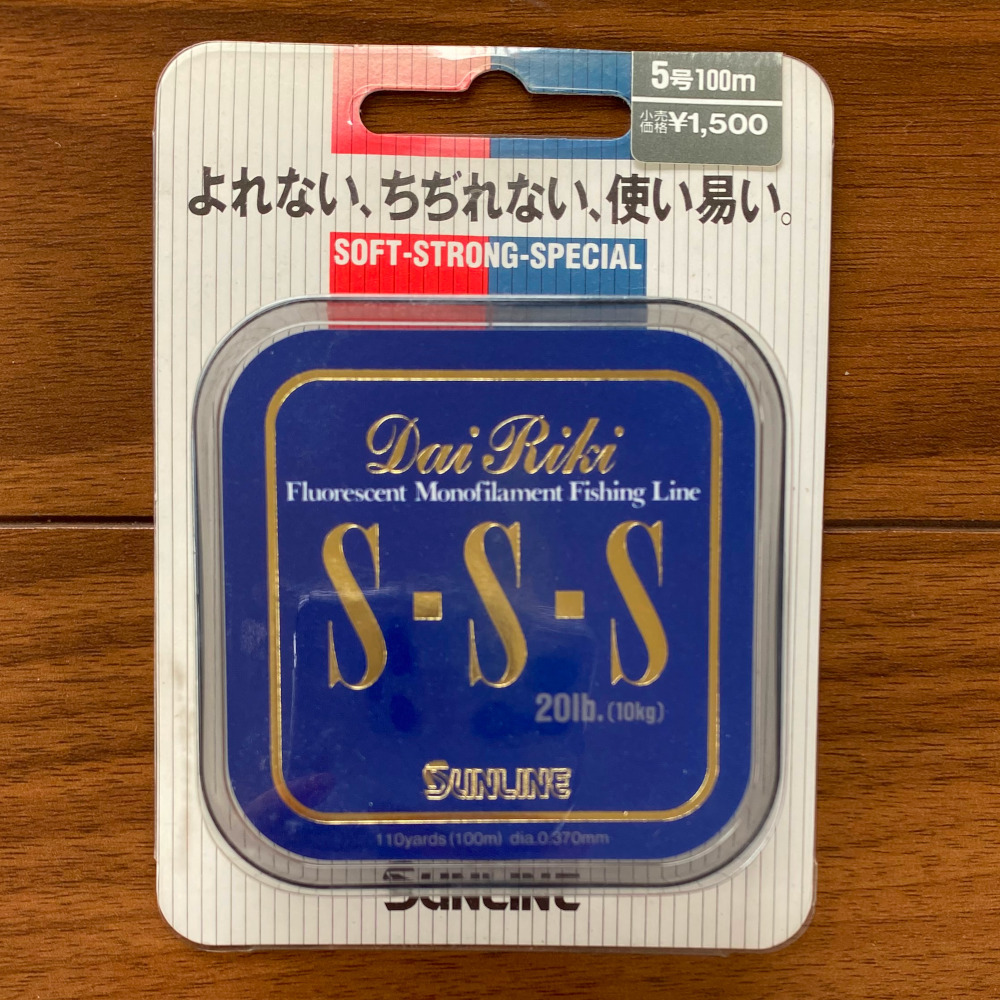 5号100m
小売価格 ¥1,500
よれない、ちぢれない、使い易い。
SOFT-STRONG-SPECIAL
Dai Riki
Fluorescent Monofilament Fishing Line
S・S・S
20lb.(10kg)
SUNLINE
110yards(100m) dia.0.370mm
SUNLINE